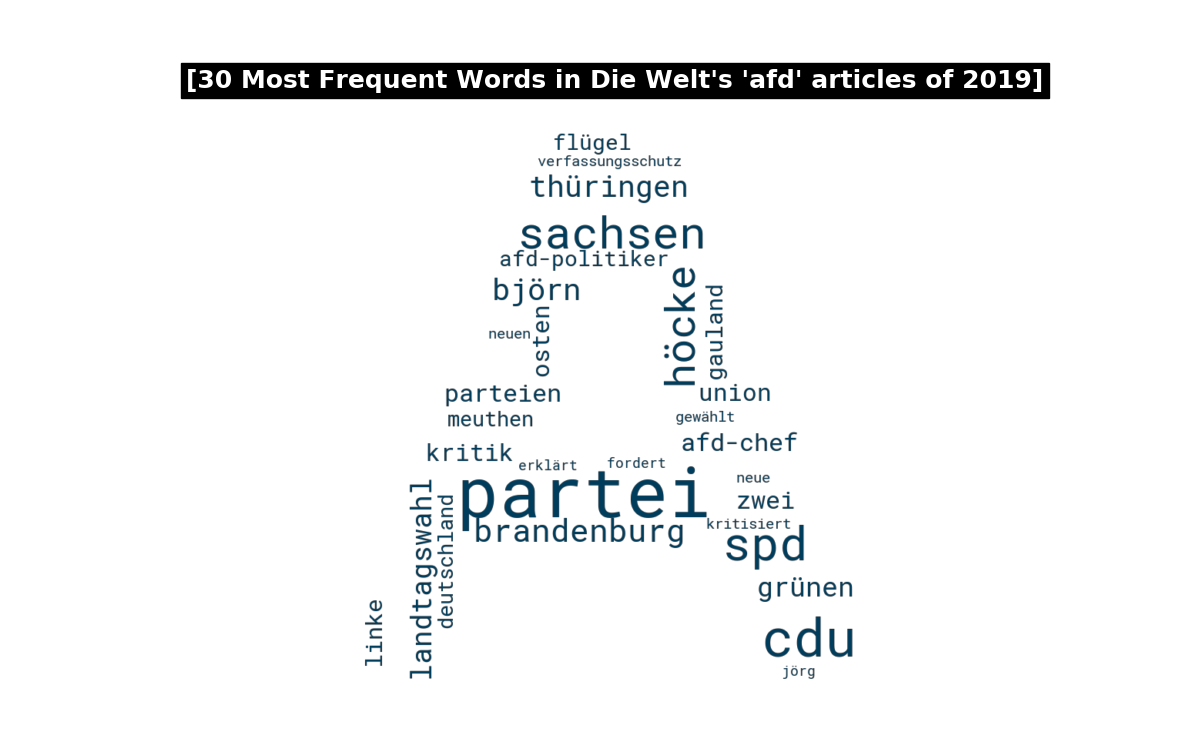 [30 Most Frequent Words in Die Welt's 'afd' articles of 2019]
flügel
verfassungsschutz
thüringen
sachsen
afd-politiker
björn
höcke
gauland
osten
neuen
parteien
union
meuthen
gewählt
afd-chef
kritik
erklärt
fordert
partei
neue
zwei
landtagswahl
deutschland
brandenburg
kritisiert
spd
grünen
linke
cdu
jörg